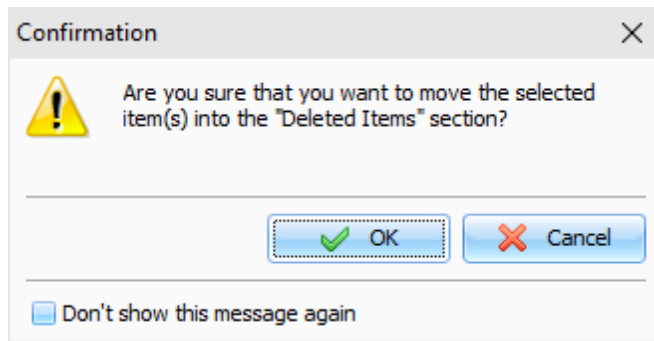 Confirmation
Are you sure that you want to move the selected
item(s) into the "Deleted Items" section?
OK
Cancel
Don't show this message again